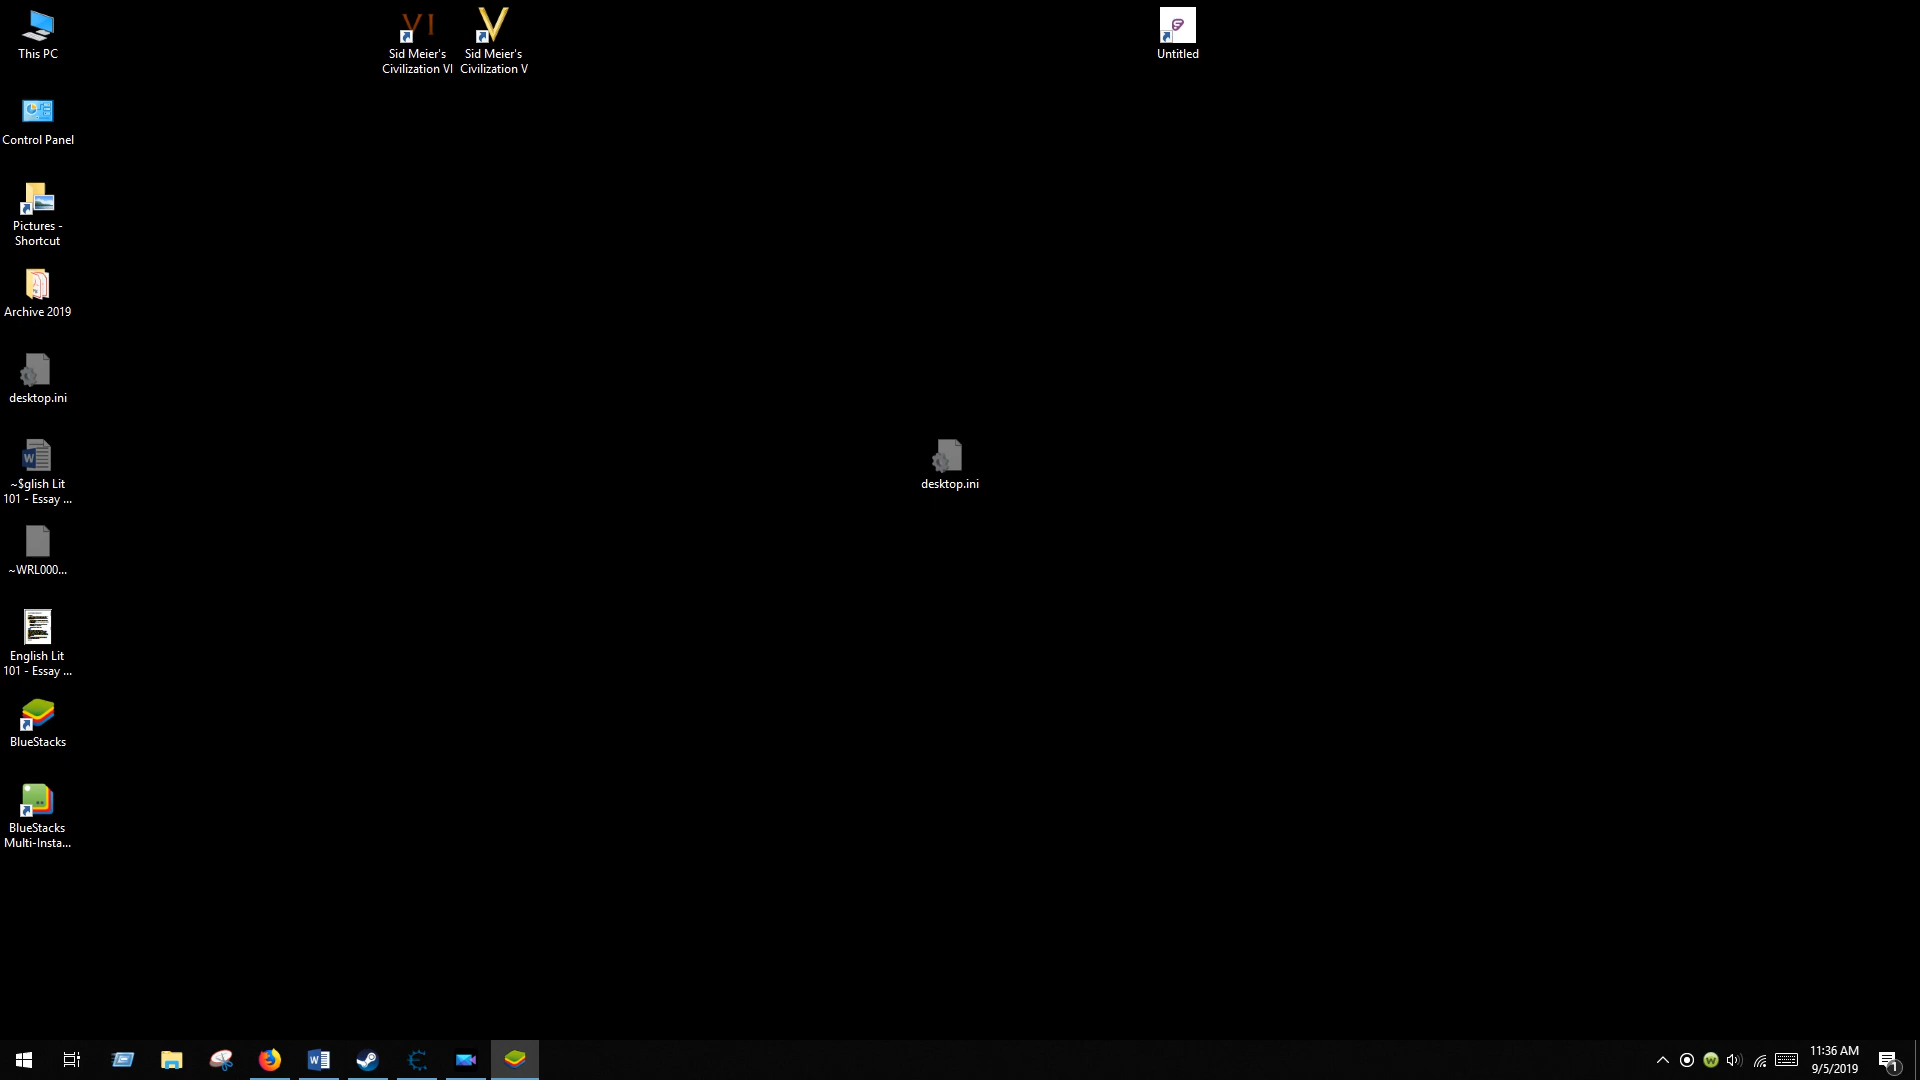 This PC
Control Panel
Pictures -
Shortcut
Archive 2019
desktop.ini
~$glish Lit
101 - Essay ...
~WRL000...
English Lit
101 - Essay ...
BlueStacks
BlueStacks
Multi-Insta...
VI
Sid Meier's
Civilization VI
V
Sid Meier's
Civilization V
desktop.ini
Untitled
11:36 AM
9/5/2019
1